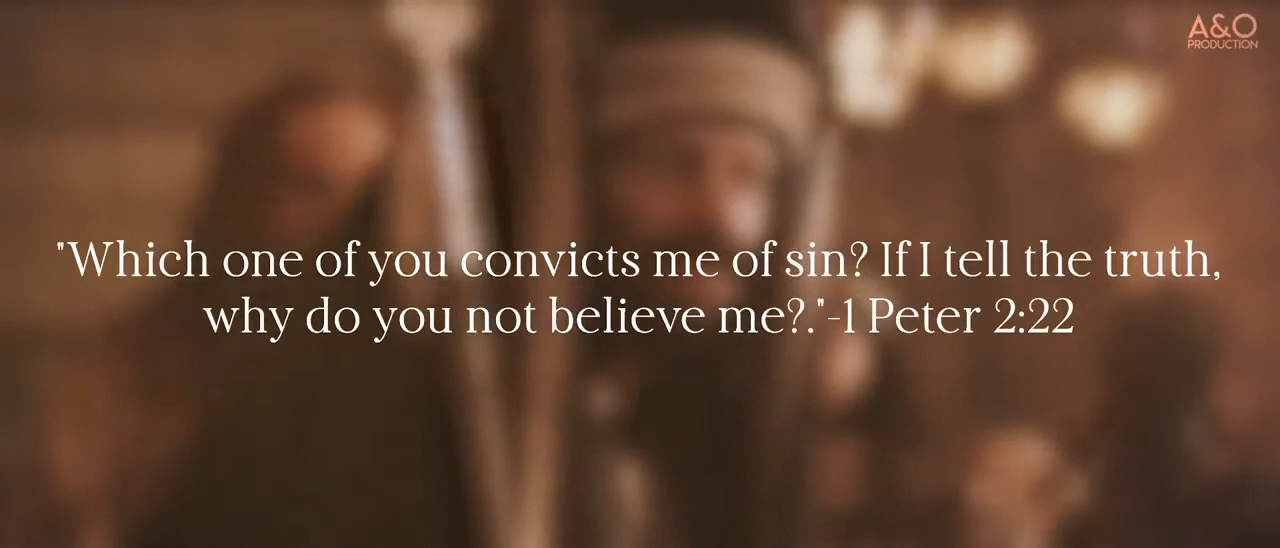 A&O
PRODUCTION
"Which one of you convicts me of sin? If I tell the truth,
why do you not believe me?."-1 Peter 2:22